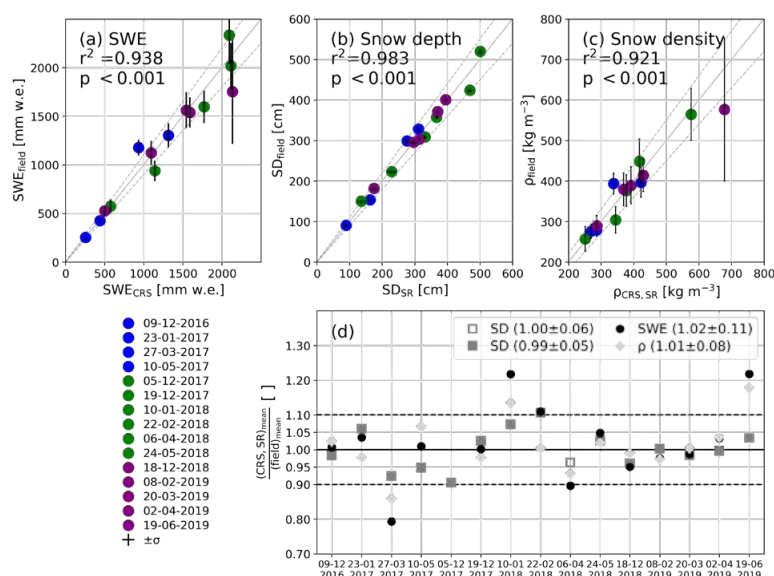 (a) SWE
r² =0.938
p <0.001
2000
1500
1000
500
0
0 500 1000 1500 2000
SWEfield [mm w.e.]
SWECRS [mm w.e.]
(b) Snow depth
r² =0.983
p <0.001
600
500
400
300
200
100
0
0 100 200 300 400 500 600
SDfield [cm]
SDSR [cm]
(c) Snow density
r² =0.921
p <0.001
800
700
600
500
400
300
200
200 300 400 500 600 700 800
ρfield [kg m⁻³]
ρCRS, SR [kg m⁻³]
09-12-2016
23-01-2017
27-03-2017
10-05-2017
05-12-2017
19-12-2017
10-01-2018
22-02-2018
06-04-2018
24-05-2018
18-12-2018
08-02-2019
20-03-2019
02-04-2019
19-06-2019
±σ
(d)
SD (1.00±0.06) SWE (1.02±0.11)
SD (0.99±0.05) ρ (1.01±0.08)
1.30
1.20
1.10
1.05
1.00
0.95
0.90
0.80
0.70
(CRS, SR)mean
(field)mean
[ ]
09-12 23-01 27-03 10-05 05-12 19-12 10-01 22-02 06-04 24-05 18-12 08-02 20-03 02-04 19-06
2016 2017 2017 2017 2017 2017 2018 2018 2018 2018 2018 2019 2019 2019 2019